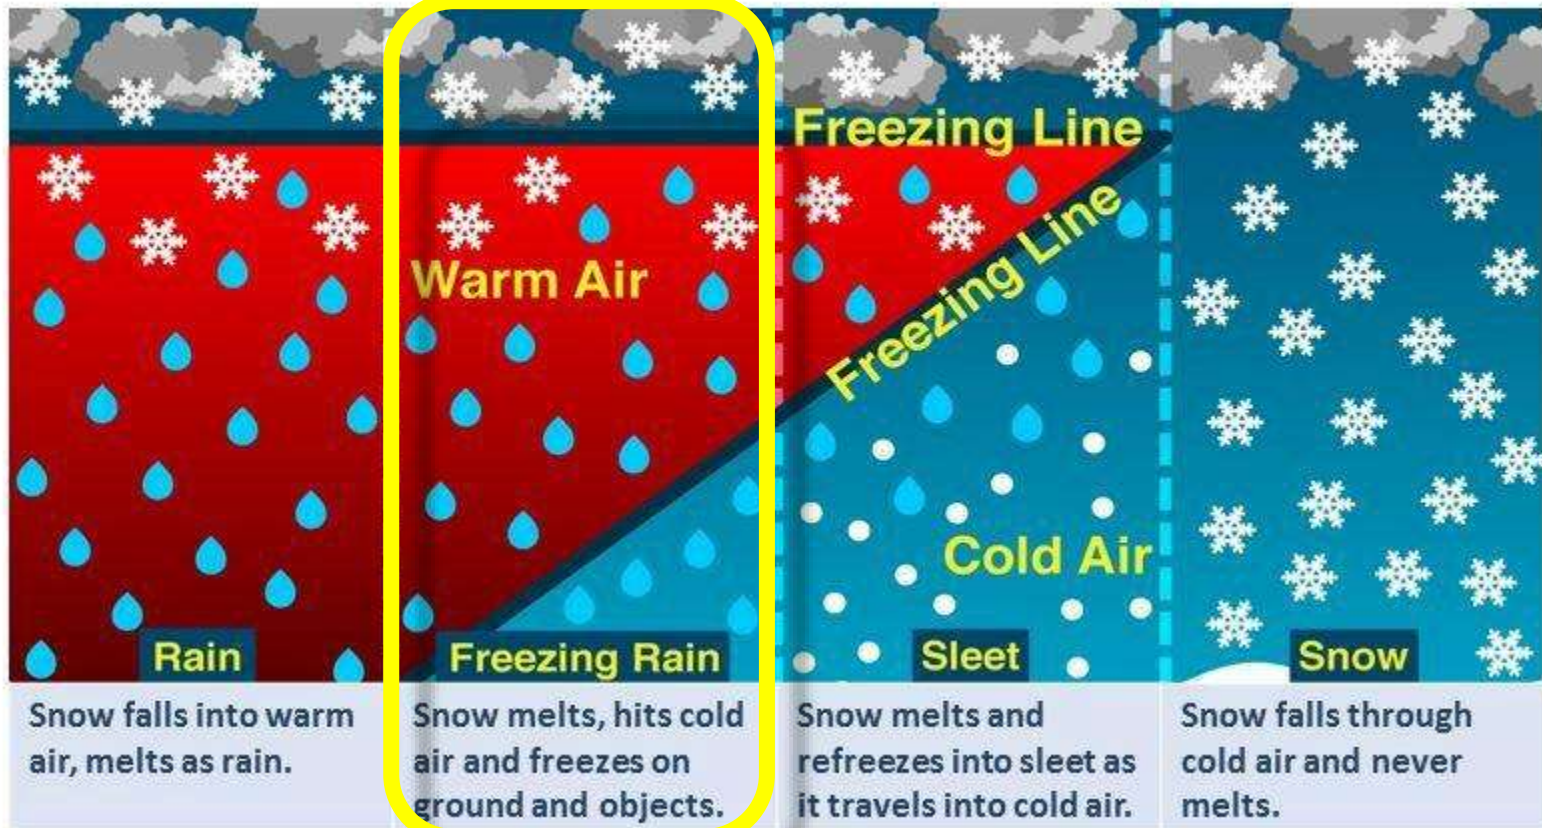 Freezing Line
Warm Air
Freezing Line
Cold Air
Rain
Freezing Rain
Sleet
Snow
Snow falls into warm
air, melts as rain.
Snow melts, hits cold
air and freezes on
ground and objects.
Snow melts and
refreezes into sleet as
it travels into cold air.
Snow falls through
cold air and never
melts.